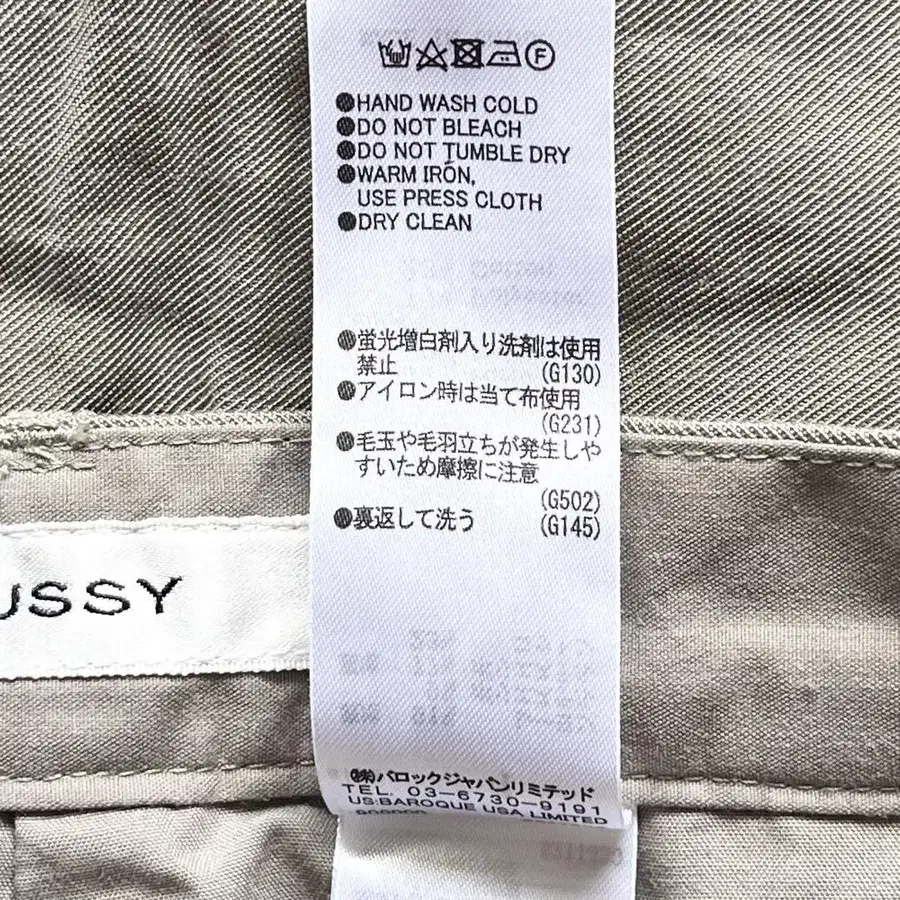 F
●HAND WASH COLD
●DO NOT BLEACH
●DO NOT TUMBLE DRY
●WARM IRON,
USE PRESS CLOTH
●DRY CLEAN
●蛍光増白剤入り洗剤は使用
禁止 (G130)
●アイロン時は当て布使用
(G231)
●毛玉や毛羽立ちが発生しや
すいため摩擦に注意
(G502)
●裏返して洗う (G145)
USSY
㈱バロックジャパンリミテッド
TEL. 03-6730-9191
US:BAROQUE USA LIMITED